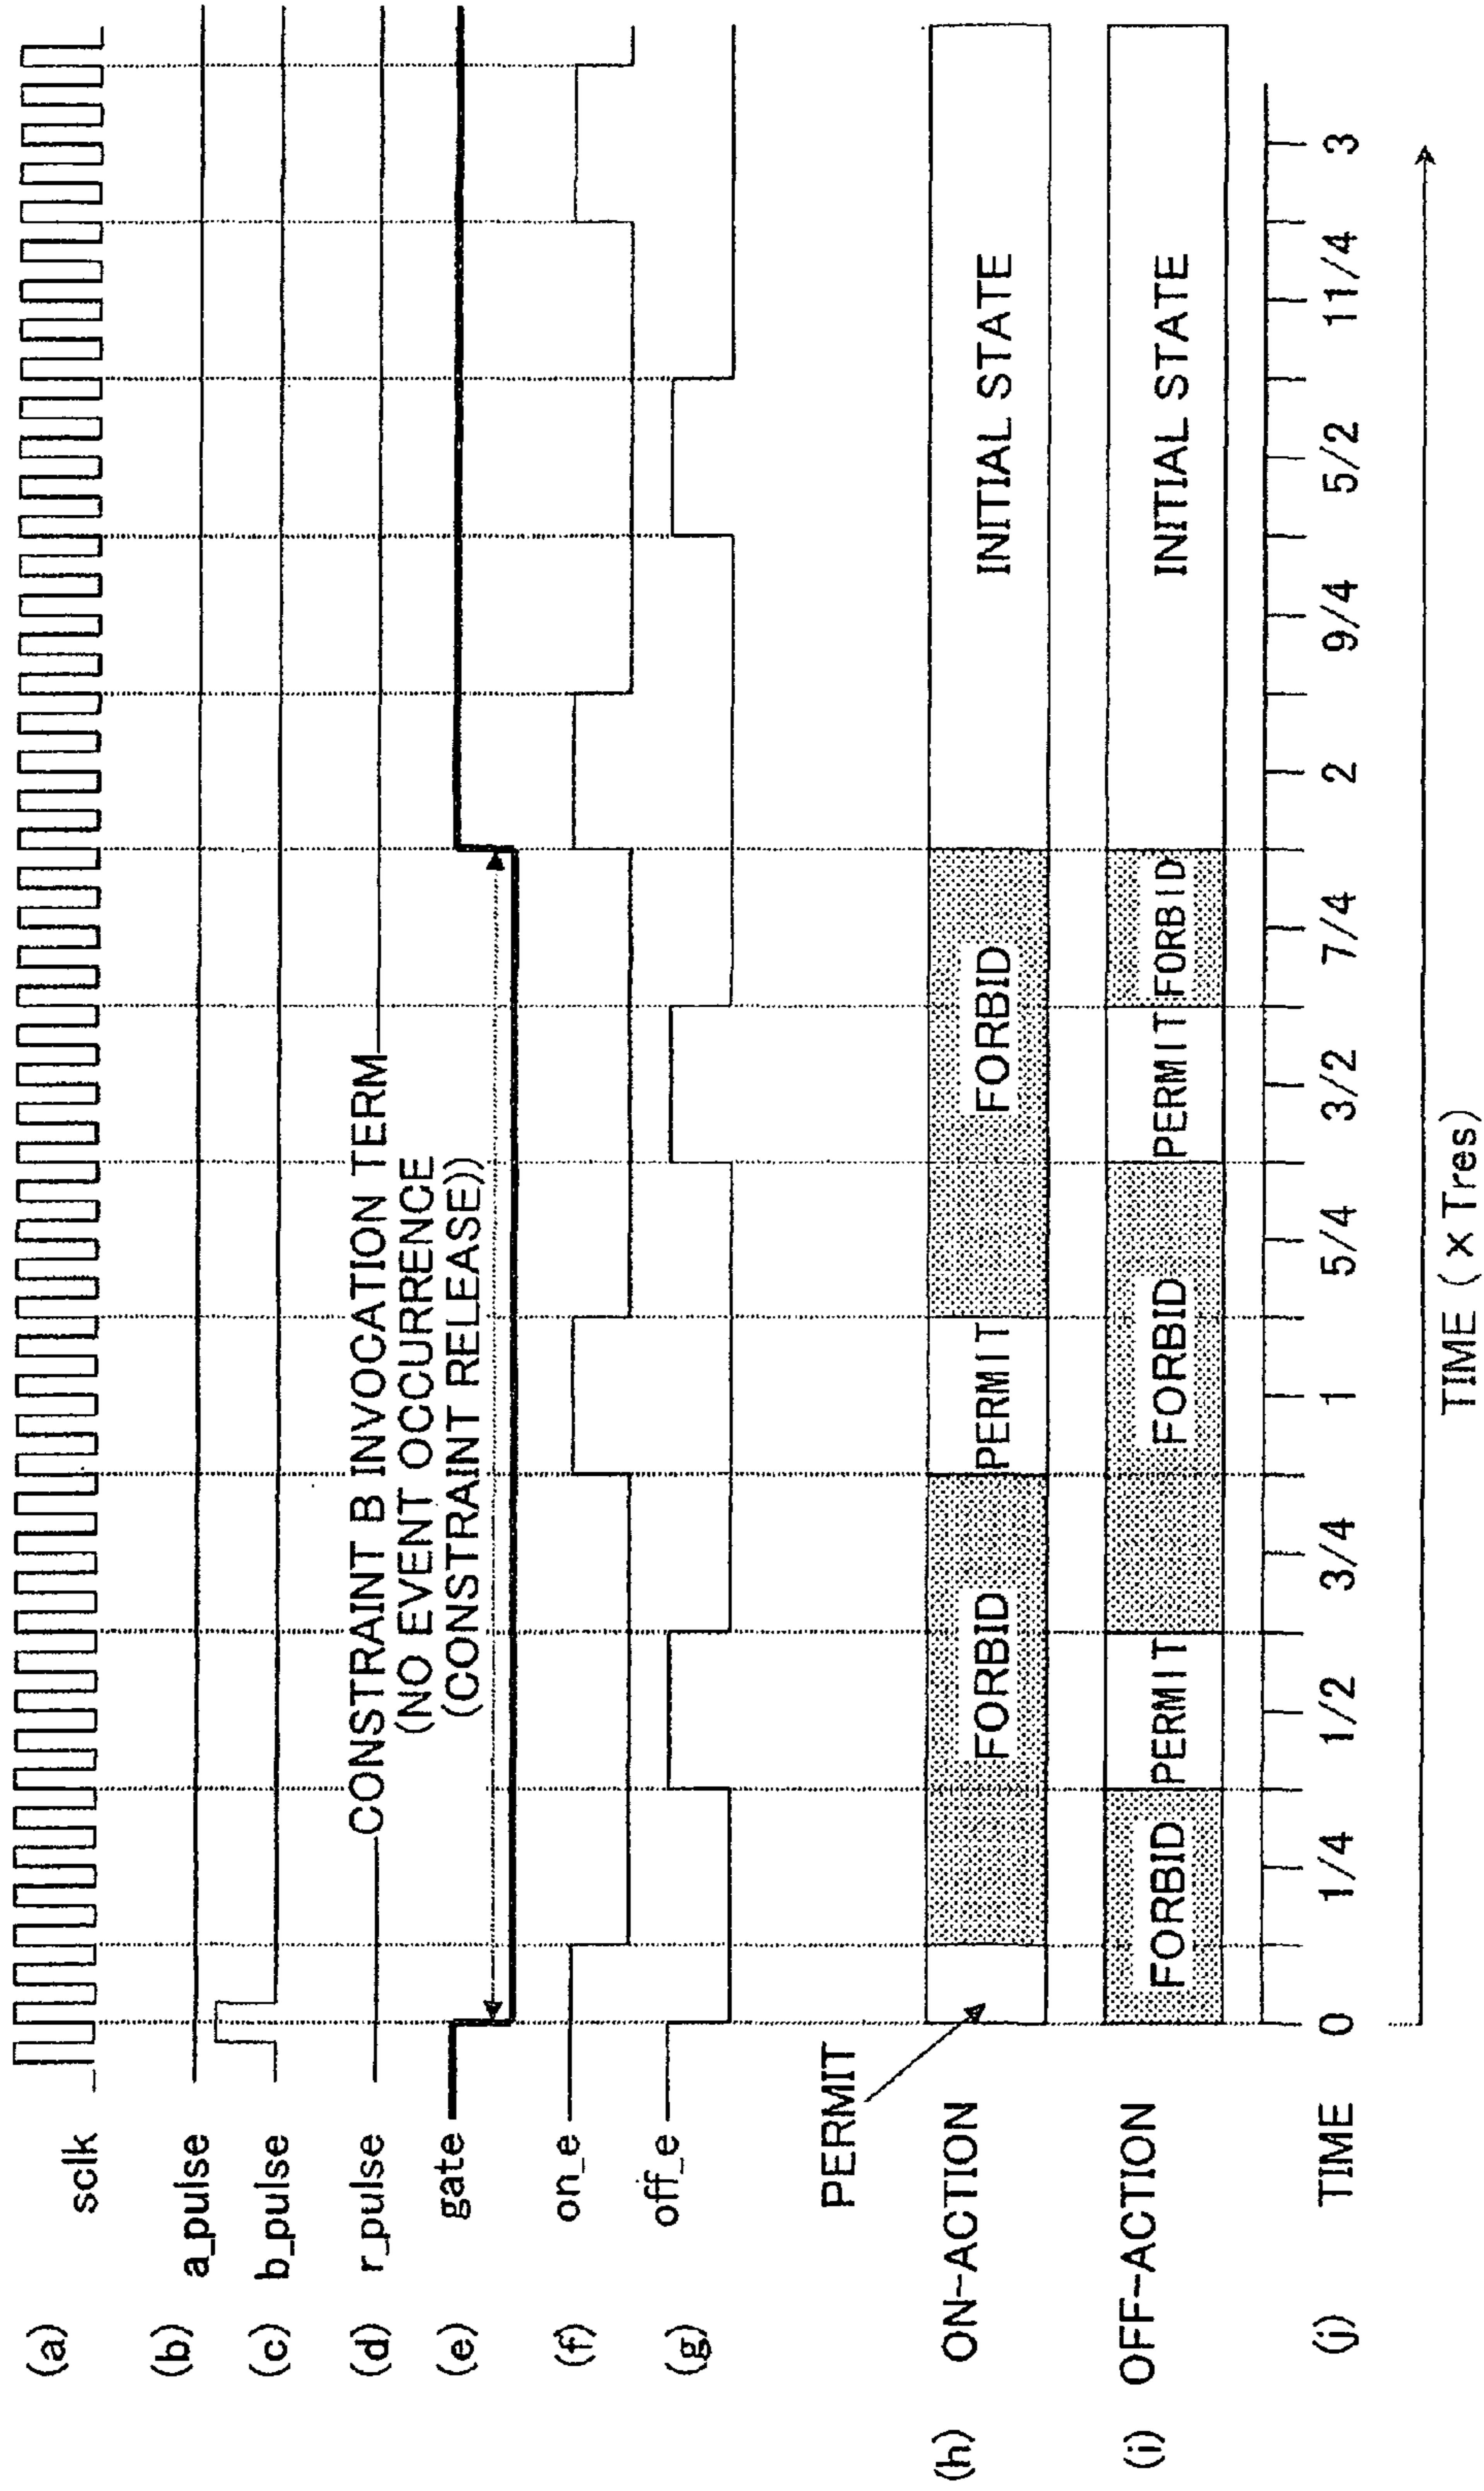 (a) sclk
(b) a_pulse
(c) b_pulse
(d) r_pulse
CONSTRAINT B INVOCATION TERM
(NO EVENT OCCURRENCE
(CONSTRAINT RELEASE))
(e) gate
(f) on_e
(g) off_e
PERMIT
(h) ON-ACTION
FORBID
PERMIT
FORBID
INITIAL STATE
(i) OFF-ACTION
FORBID
PERMIT
FORBID
PERMIT
FORBID
INITIAL STATE
(j) TIME
0 1/4 1/2 3/4 1 5/4 3/2 7/4 2 9/4 5/2 11/4 3
TIME ( × Tres)